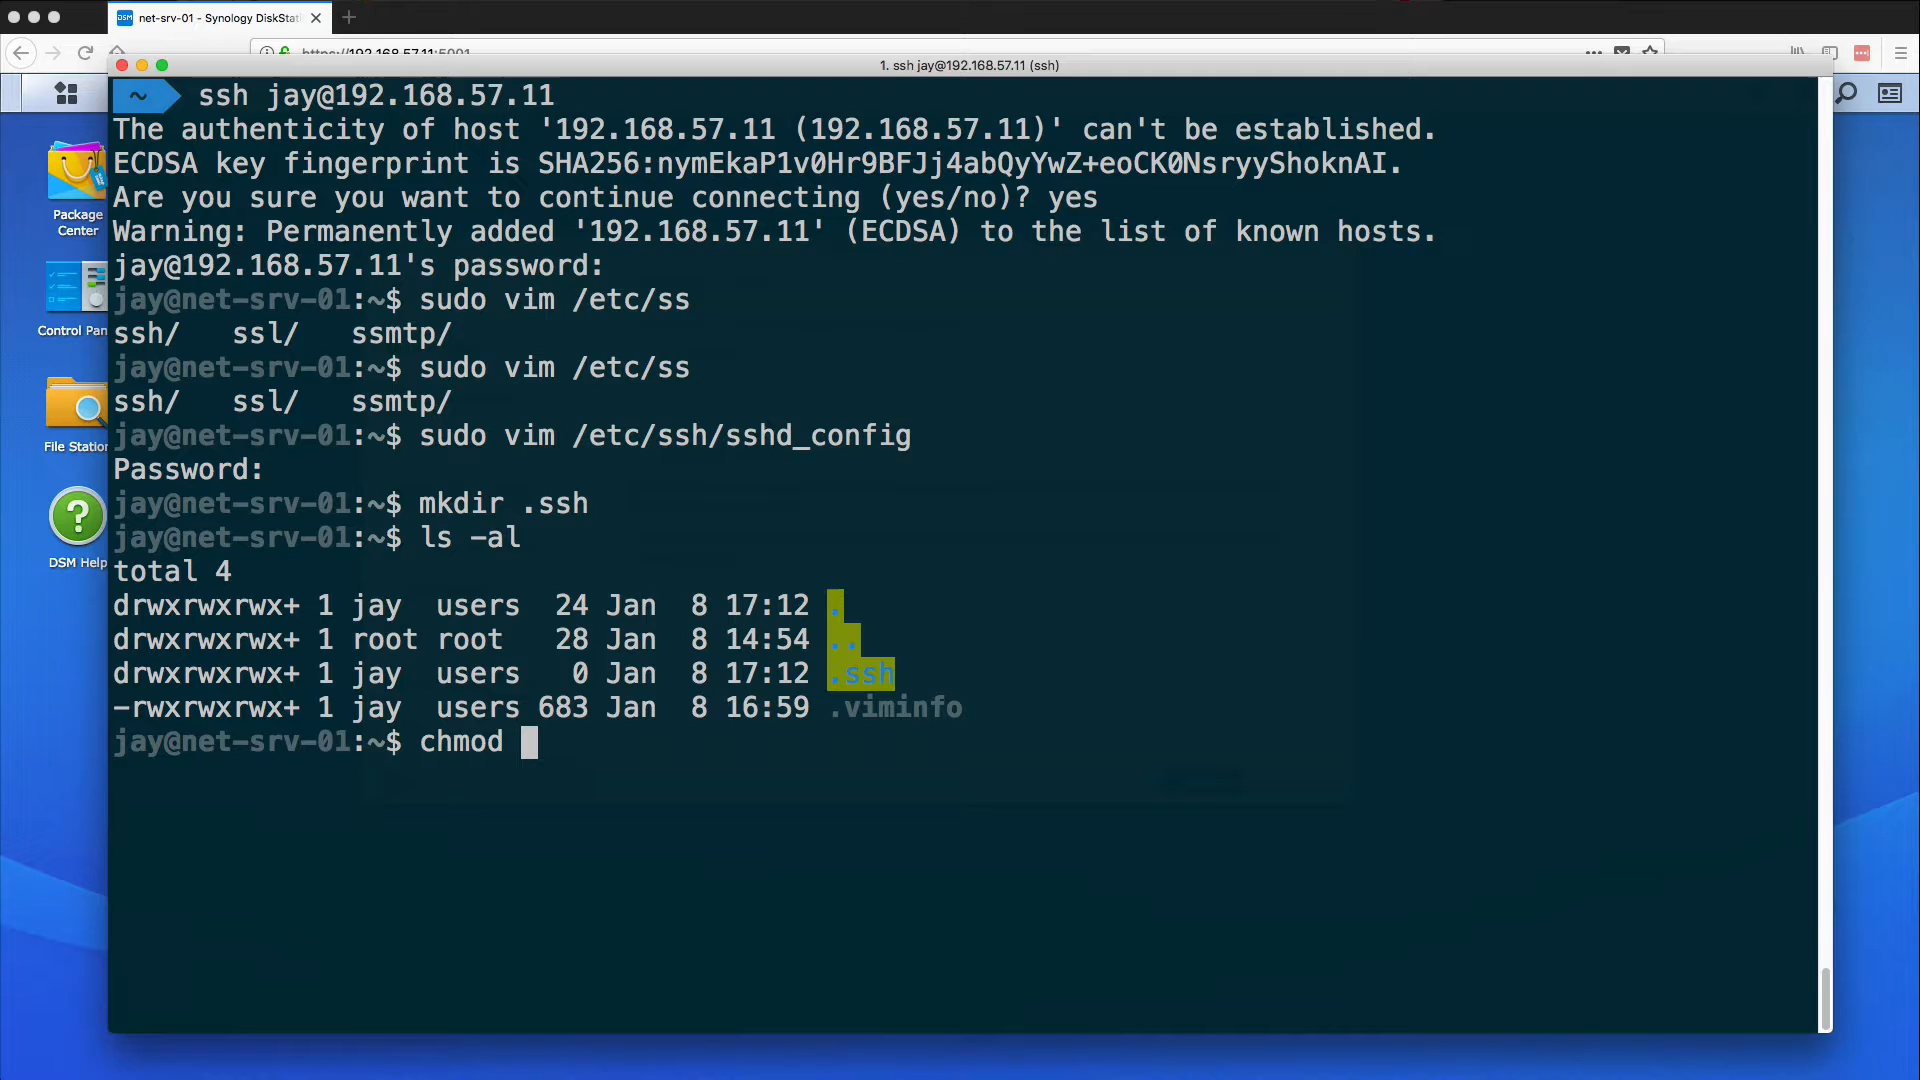 net-srv-01 - Synology DiskStati
https://192.168.57.11:5001
1. ssh jay@192.168.57.11 (ssh)
~ ssh jay@192.168.57.11
The authenticity of host '192.168.57.11 (192.168.57.11)' can't be established.
ECDSA key fingerprint is SHA256:nymEkaP1v0Hr9BFJj4abQyYwZ+eoCK0NsryyShoknAI.
Are you sure you want to continue connecting (yes/no)? yes
Warning: Permanently added '192.168.57.11' (ECDSA) to the list of known hosts.
jay@192.168.57.11's password:
jay@net-srv-01:~$ sudo vim /etc/ss
ssh/   ssl/   ssmtp/
jay@net-srv-01:~$ sudo vim /etc/ss
ssh/   ssl/   ssmtp/
jay@net-srv-01:~$ sudo vim /etc/ssh/sshd_config
Password:
jay@net-srv-01:~$ mkdir .ssh
jay@net-srv-01:~$ ls -al
total 4
drwxrwxrwx+ 1 jay  users  24 Jan  8 17:12 .
drwxrwxrwx+ 1 root root   28 Jan  8 14:54 ..
drwxrwxrwx+ 1 jay  users   0 Jan  8 17:12 .ssh
-rwxrwxrwx+ 1 jay  users 683 Jan  8 16:59 .viminfo
jay@net-srv-01:~$ chmod
Package
Center
Control Pan
File Station
DSM Help